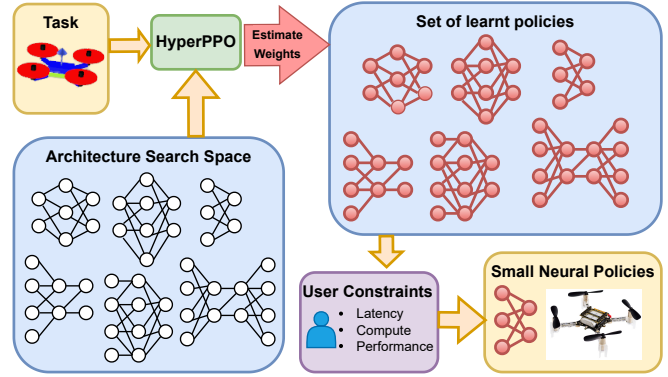 Task
HyperPPO
Estimate
Weights
Set of learnt policies
Architecture Search Space
User Constraints
• Latency
• Compute
• Performance
Small Neural Policies